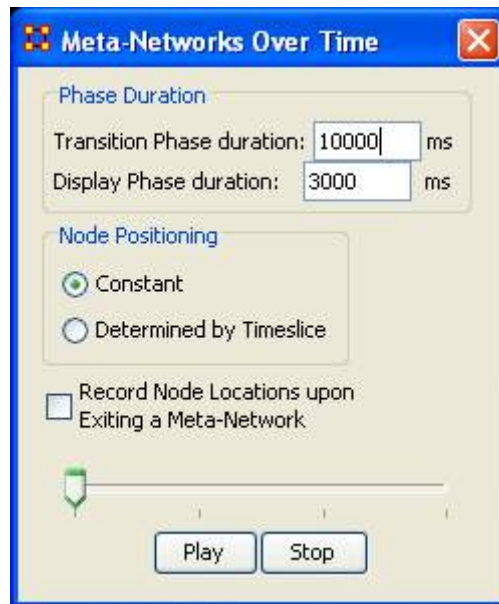 Meta-Networks Over Time
Phase Duration
Transition Phase duration: 10000 ms
Display Phase duration: 3000 ms
Node Positioning
Constant
Determined by Timeslice
Record Node Locations upon
Exiting a Meta-Network
Play Stop